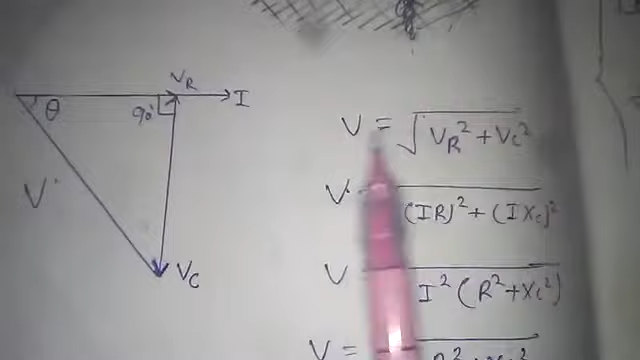 V_R
I
θ
90°
V
V_C
V = √V_R² + V_C²
V
(IR)² + (IX_C)²
V
I² (R² + X_C²)
V =